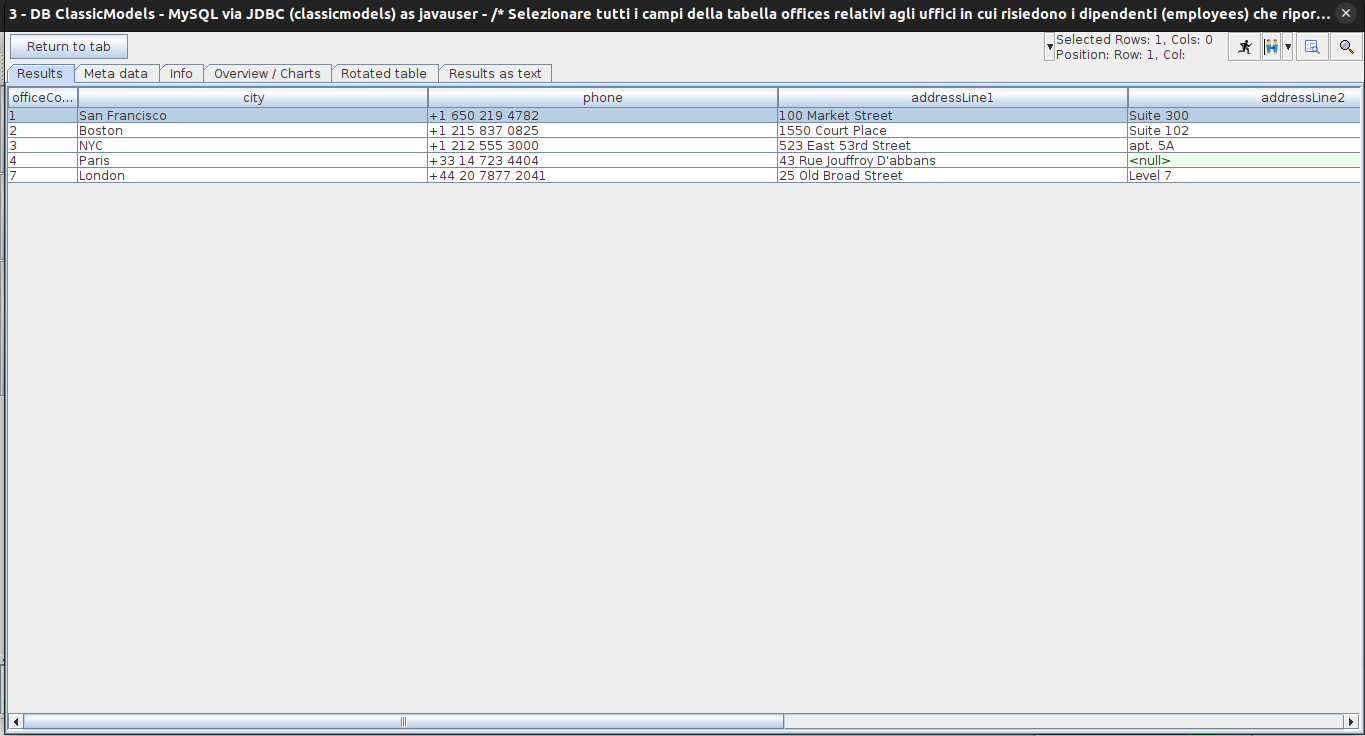 3 - DB ClassicModels - MySQL via JDBC (classicmodels) as javauser - /* Selezionare tutti i campi della tabella offices relativi agli uffici in cui risiedono i dipendenti (employees) che ripor...
Return to tab
Selected Rows: 1, Cols: 0
Position: Row: 1, Col:
Results Meta data Info Overview / Charts Rotated table Results as text
officeCo... city phone addressLine1 addressLine2
1 San Francisco +1 650 219 4782 100 Market Street Suite 300
2 Boston +1 215 837 0825 1550 Court Place Suite 102
3 NYC +1 212 555 3000 523 East 53rd Street apt. 5A
4 Paris +33 14 723 4404 43 Rue Jouffroy D'abbans <null>
7 London +44 20 7877 2041 25 Old Broad Street Level 7